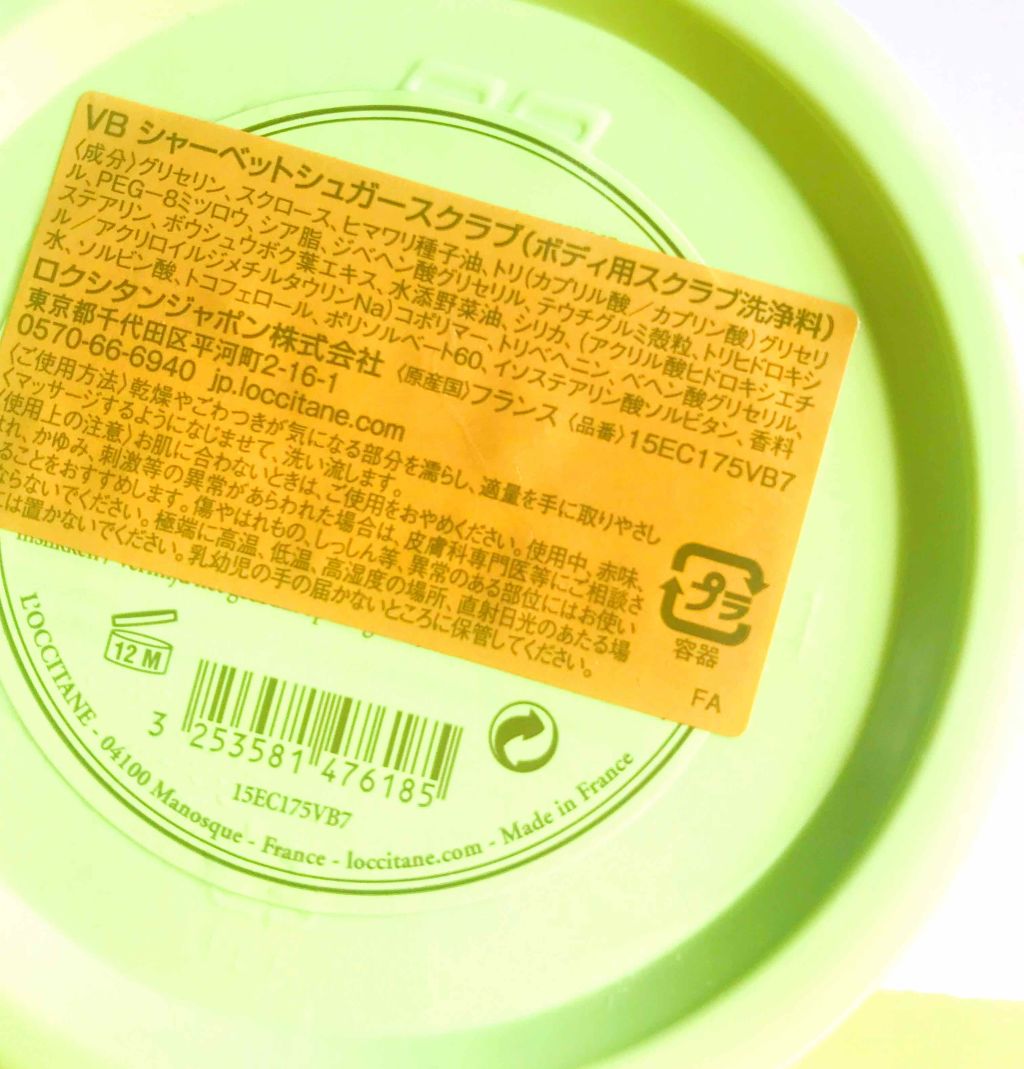 VB シャーベットシュガースクラブ(ボディ用スクラブ洗浄料)
〈成分〉グリセリン、スクロース、ヒマワリ種子油、トリ(カプリル酸/カプリン酸)グリセリ
ル、PEG-8ミツロウ、シア脂、ジベヘン酸グリセリル、テウチグルミ殻粒、トリヒドロキシ
ステアリン、ボウシュウボク葉エキス、水添野菜油、シリカ、(アクリル酸ヒドロキシエチ
ル/アクリロイルジメチルタウリンNa)コポリマー、トリベヘニン、ベヘン酸グリセリル、
水、ソルビン酸、トコフェロール、ポリソルベート60、イソステアリン酸ソルビタン、香料
ロクシタンジャポン株式会社 〈原産国〉フランス 〈品番〉15EC175VB7
東京都千代田区平河町2-16-1
0570-66-6940 jp.loccitane.com
〈ご使用方法〉乾燥やごわつきが気になる部分を濡らし、適量を手に取りやさし
くマッサージするようになじませて、洗い流します。
使用上の注意〉お肌に合わないときは、ご使用をおやめください。使用中、赤味、
はれ、かゆみ、刺激等の異常があらわれた場合は、皮膚科専門医等にご相談さ
ることをおすすめします。傷やはれもの、しっしん等、異常のある部位にはお使い
ならないでください。極端に高温、低温、高湿度の場所、直射日光のあたる場
には置かないでください。乳幼児の手の届かないところに保管してください。
プラ
容器
FA
12 M
3 253581 476185
15EC175VB7
L'OCCITANE - 04100 Manosque - France - loccitane.com - Made in France